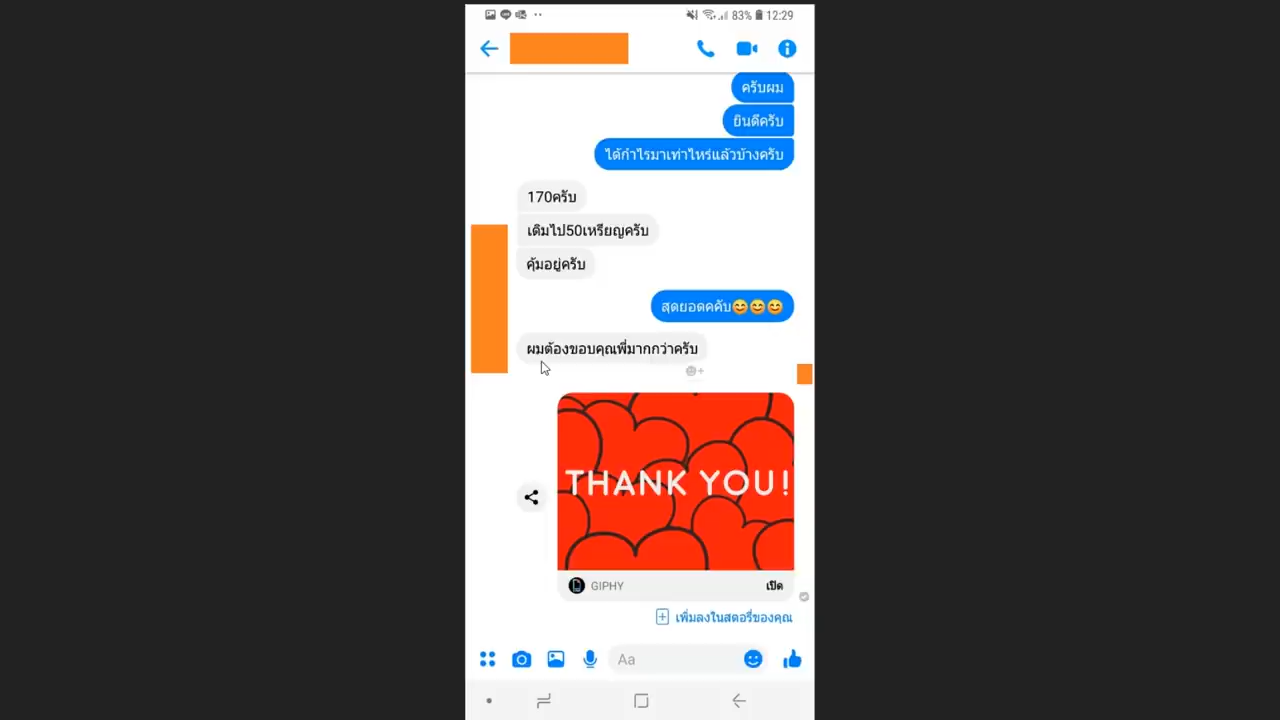 83% 12:29
ครับผม
ยินดีครับ
ได้กำไรมาเท่าไหร่แล้วบ้างครับ
170ครับ
เติมไป50เหรียญครับ
คุ้มอยู่ครับ
สุดยอดคคับ😊😊😊
ผมต้องขอบคุณพี่มากกว่าครับ
THANK YOU!
GIPHY เปิด
เพิ่มลงในสตอรี่ของคุณ
Aa